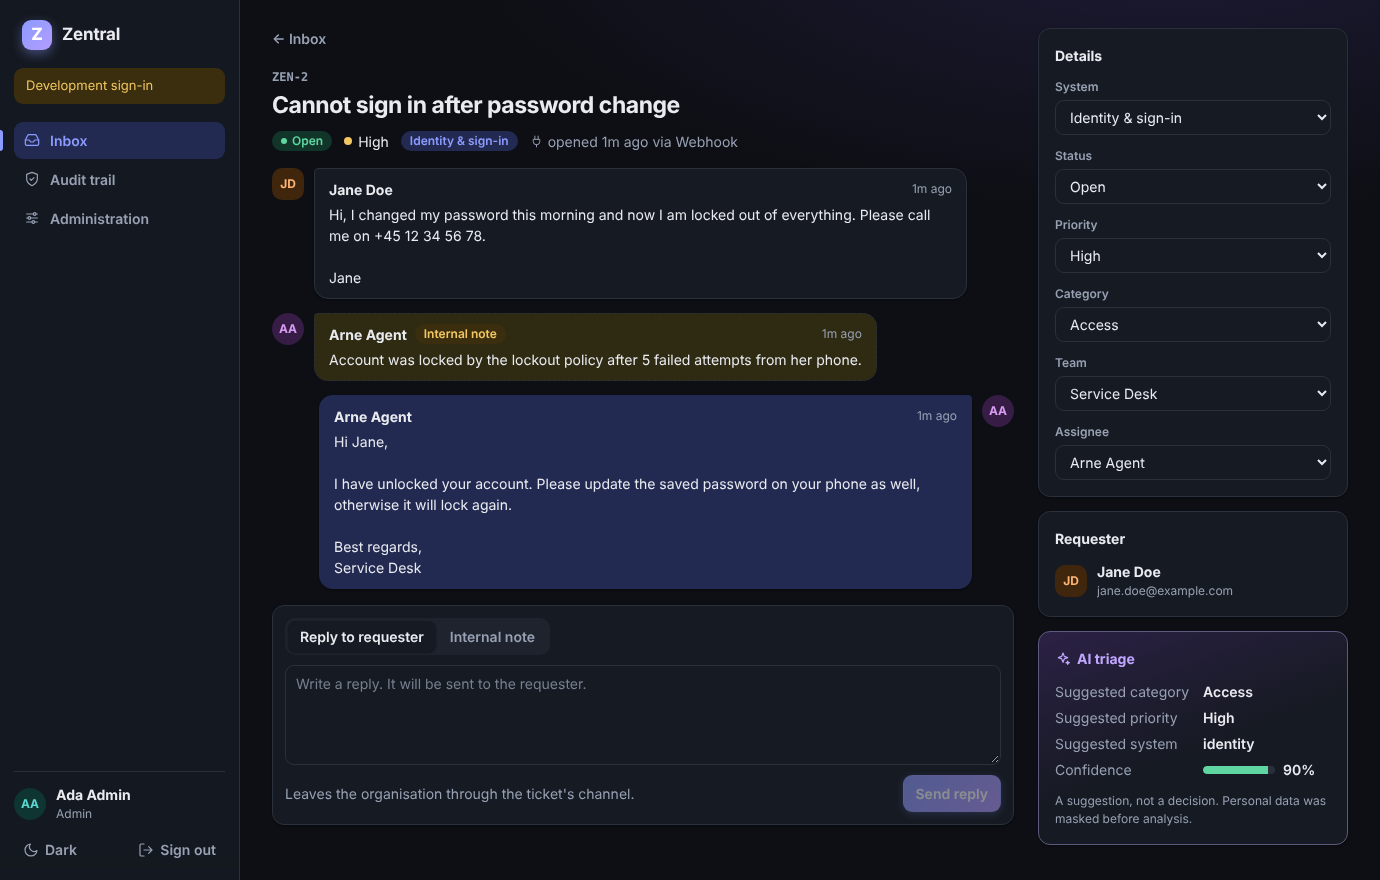 Z Zentral
Development sign-in
Inbox
Audit trail
Administration
AA Ada Admin
Admin
Dark Sign out
← Inbox
ZEN-2
Cannot sign in after password change
Open High Identity & sign-in opened 1m ago via Webhook
JD Jane Doe 1m ago
Hi, I changed my password this morning and now I am locked out of everything. Please call
me on +45 12 34 56 78.
Jane
AA Arne Agent Internal note 1m ago
Account was locked by the lockout policy after 5 failed attempts from her phone.
Arne Agent 1m ago AA
Hi Jane,
I have unlocked your account. Please update the saved password on your phone as well,
otherwise it will lock again.
Best regards,
Service Desk
Reply to requester Internal note
Write a reply. It will be sent to the requester.
Leaves the organisation through the ticket's channel. Send reply
Details
System
Identity & sign-in
Status
Open
Priority
High
Category
Access
Team
Service Desk
Assignee
Arne Agent
Requester
JD Jane Doe
jane.doe@example.com
AI triage
Suggested category Access
Suggested priority High
Suggested system identity
Confidence 90%
A suggestion, not a decision. Personal data was
masked before analysis.